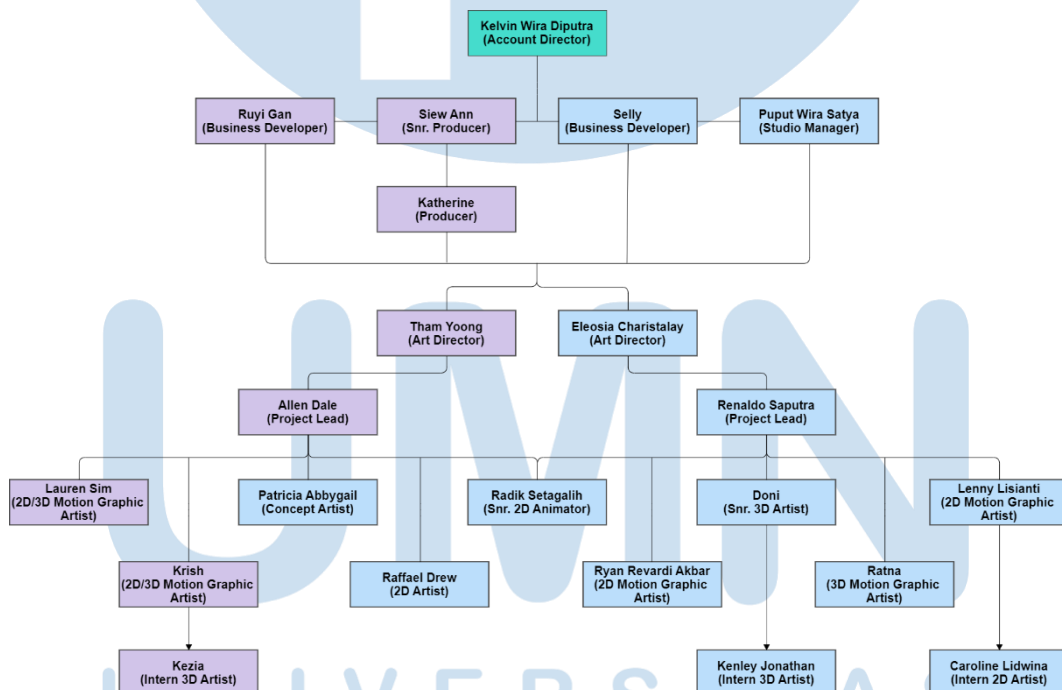 Kelvin Wira Diputra
(Account Director)
Ruyi Gan
(Business Developer)
Siew Ann
(Snr. Producer)
Selly
(Business Developer)
Puput Wira Satya
(Studio Manager)
Katherine
(Producer)
Tham Yoong
(Art Director)
Eleosia Charistalay
(Art Director)
Allen Dale
(Project Lead)
Renaldo Saputra
(Project Lead)
Lauren Sim
(2D/3D Motion Graphic
Artist)
Patricia Abbygail
(Concept Artist)
Radik Setagalih
(Snr. 2D Animator)
Doni
(Snr. 3D Artist)
Lenny Lisianti
(2D Motion Graphic
Artist)
Krish
(2D/3D Motion Graphic
Artist)
Raffael Drew
(2D Artist)
Ryan Revardi Akbar
(2D Motion Graphic
Artist)
Ratna
(3D Motion Graphic
Artist)
Kezia
(Intern 3D Artist)
Kenley Jonathan
(Intern 3D Artist)
Caroline Lidwina
(Intern 2D Artist)
UMN